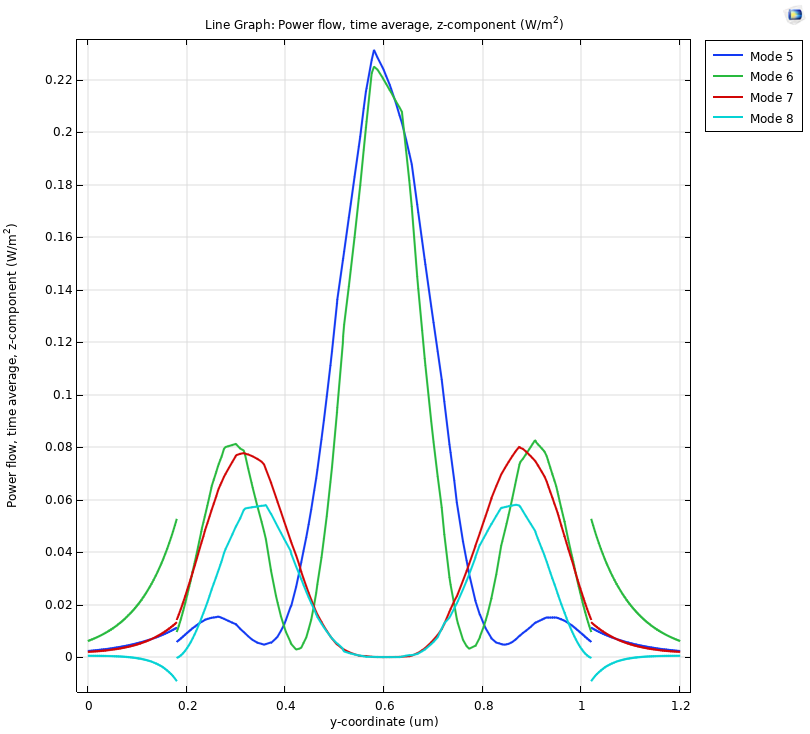 Line Graph: Power flow, time average, z-component (W/m²)
Mode 5
Mode 6
Mode 7
Mode 8
Power flow, time average, z-component (W/m²)
0.22
0.2
0.18
0.16
0.14
0.12
0.1
0.08
0.06
0.04
0.02
0
0 0.2 0.4 0.6 0.8 1 1.2
y-coordinate (um)